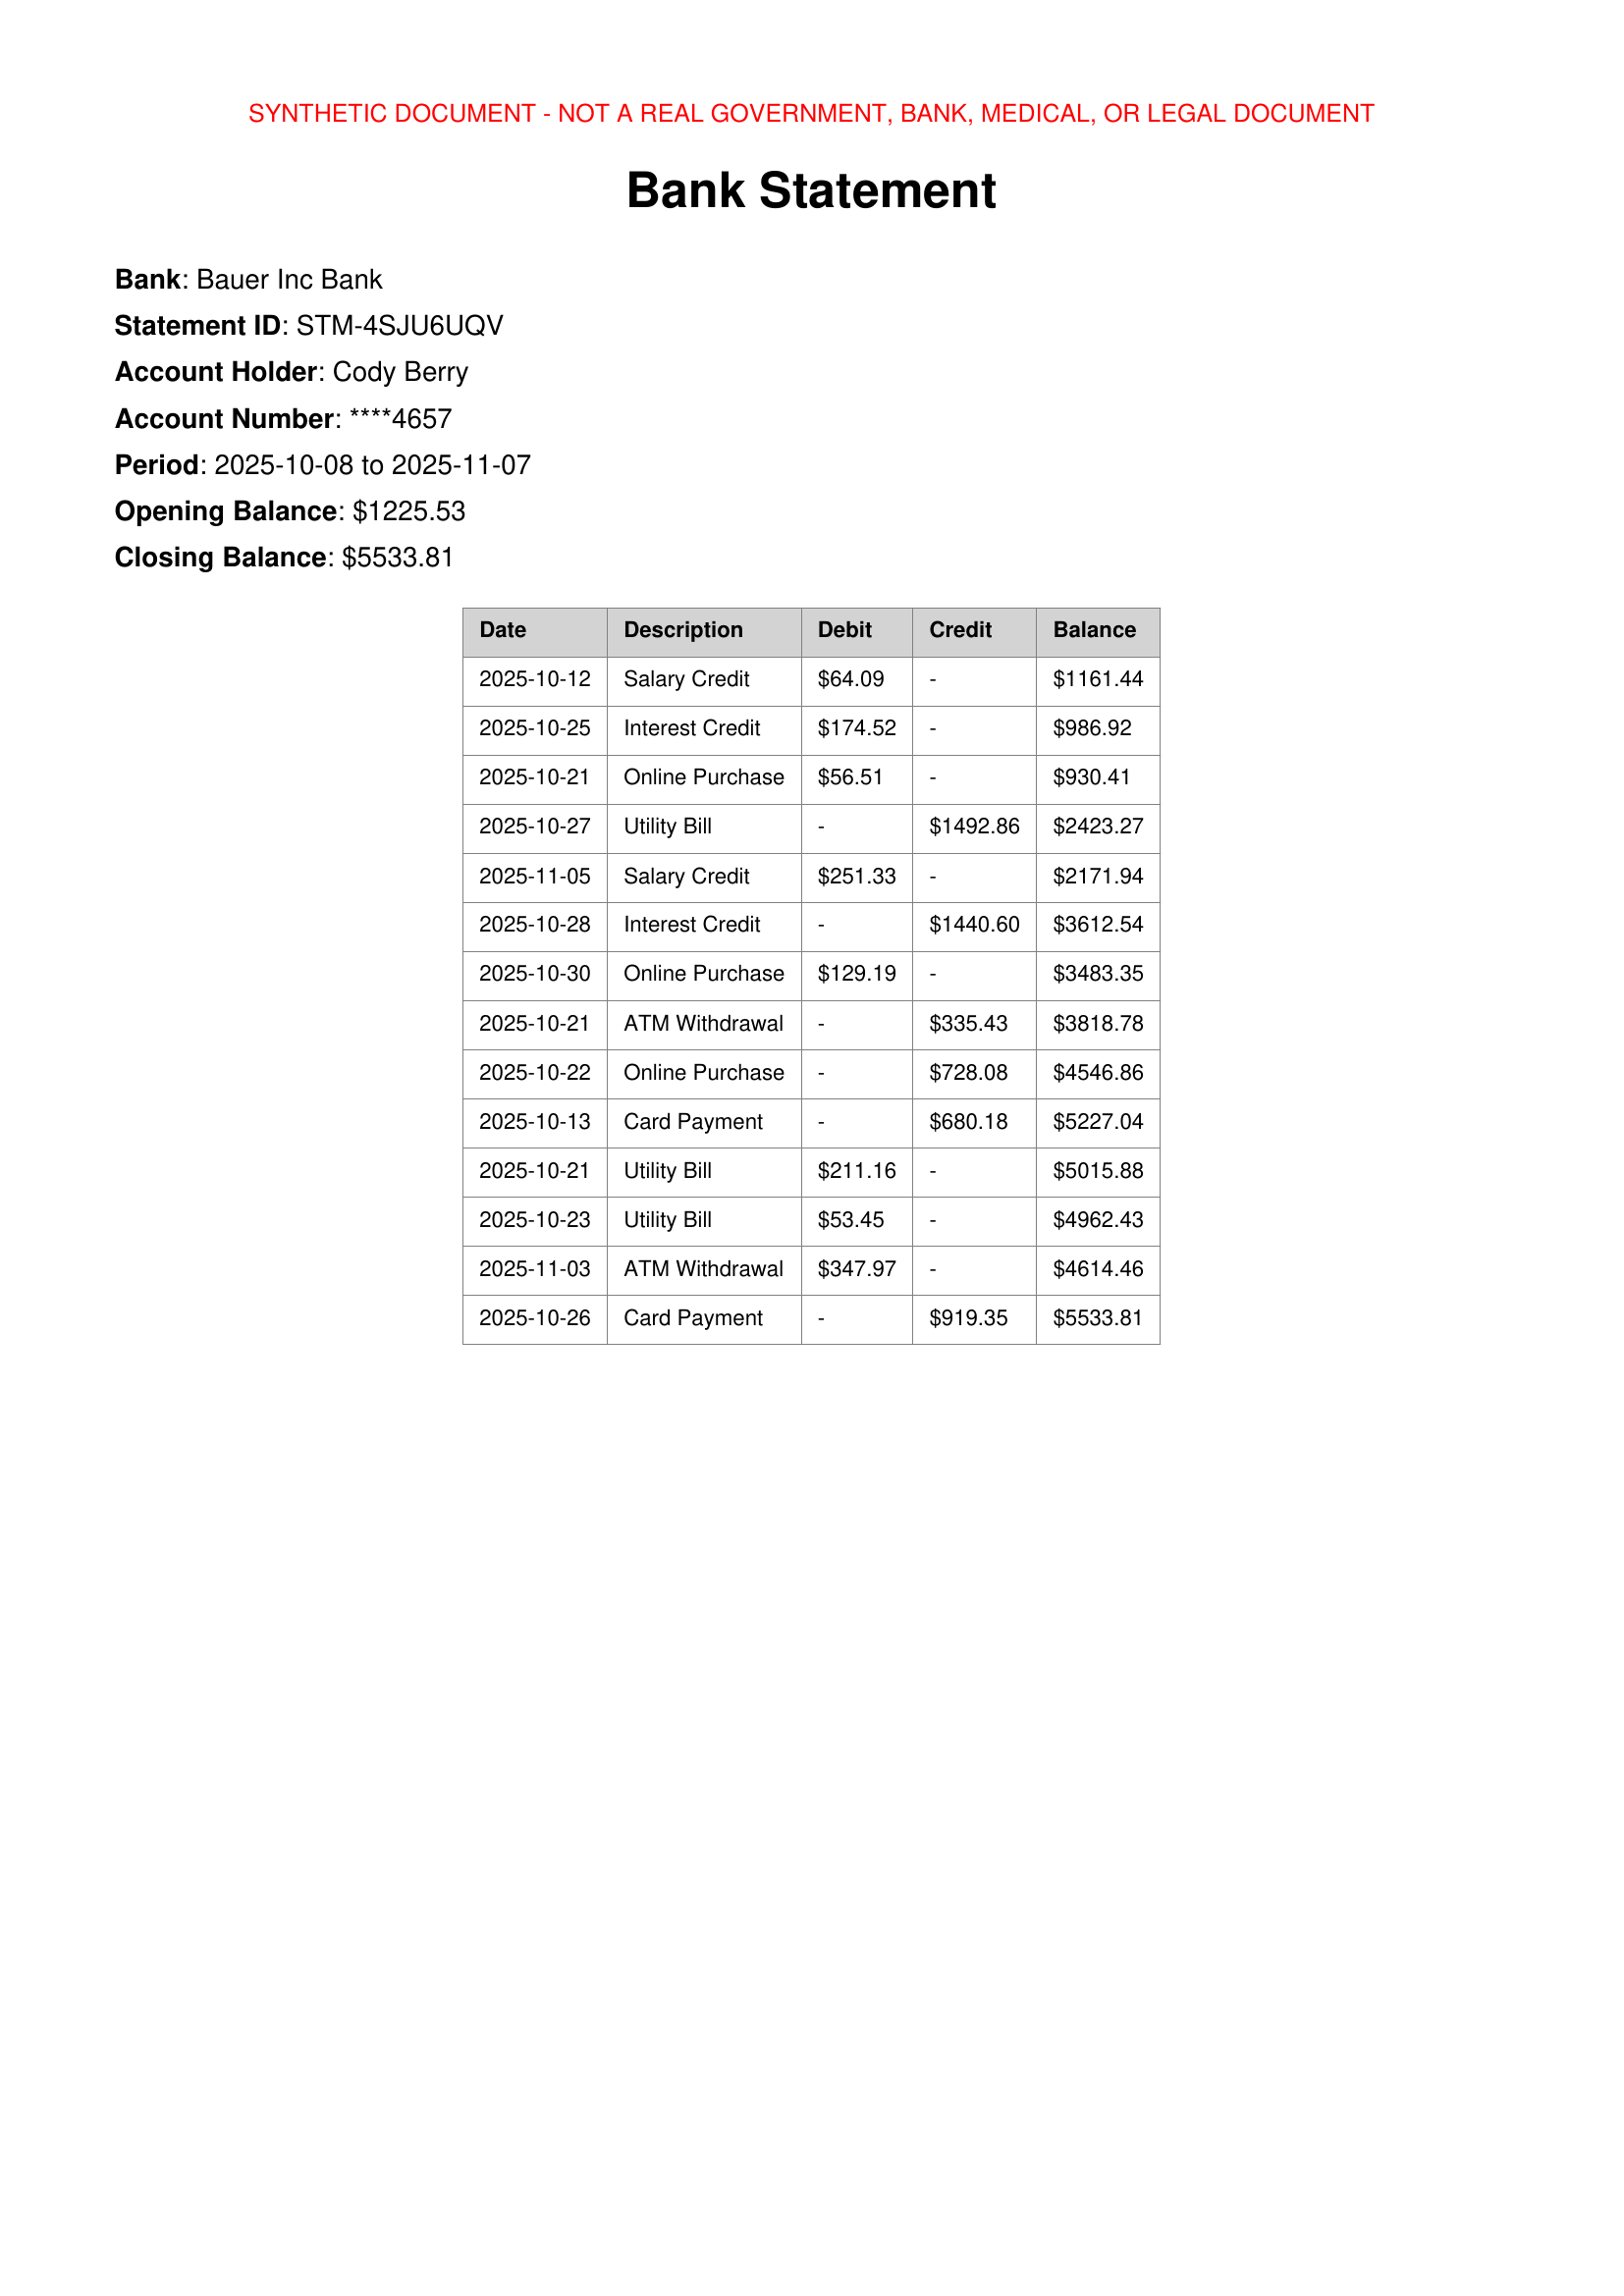 SYNTHETIC DOCUMENT - NOT A REAL GOVERNMENT, BANK, MEDICAL, OR LEGAL DOCUMENT
Bank Statement
Bank: Bauer Inc Bank
Statement ID: STM-4SJU6UQV
Account Holder: Cody Berry
Account Number: ****4657
Period: 2025-10-08 to 2025-11-07
Opening Balance: $1225.53
Closing Balance: $5533.81
Date Description Debit Credit Balance
2025-10-12 Salary Credit $64.09 - $1161.44
2025-10-25 Interest Credit $174.52 - $986.92
2025-10-21 Online Purchase $56.51 - $930.41
2025-10-27 Utility Bill - $1492.86 $2423.27
2025-11-05 Salary Credit $251.33 - $2171.94
2025-10-28 Interest Credit - $1440.60 $3612.54
2025-10-30 Online Purchase $129.19 - $3483.35
2025-10-21 ATM Withdrawal - $335.43 $3818.78
2025-10-22 Online Purchase - $728.08 $4546.86
2025-10-13 Card Payment - $680.18 $5227.04
2025-10-21 Utility Bill $211.16 - $5015.88
2025-10-23 Utility Bill $53.45 - $4962.43
2025-11-03 ATM Withdrawal $347.97 - $4614.46
2025-10-26 Card Payment - $919.35 $5533.81